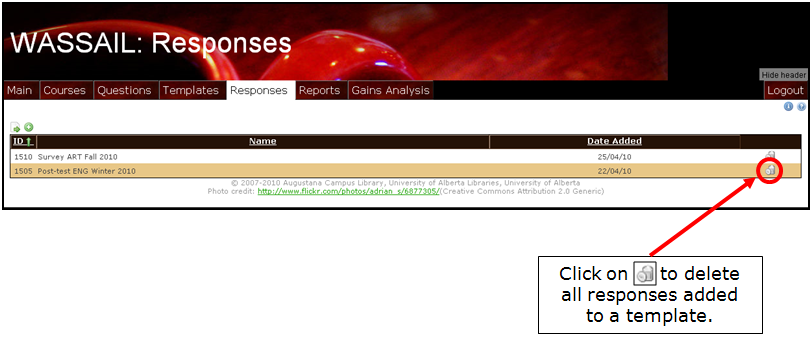 WASSAIL: Responses
Hide header
Main Courses Questions Templates Responses Reports Gains Analysis Logout
ID Name Date Added
1510 Survey ART Fall 2010 25/04/10
1505 Post-test ENG Winter 2010 22/04/10
© 2007-2010 Augustana Campus Library, University of Alberta Libraries, University of Alberta
Photo credit: http://www.flickr.com/photos/adrian_s/6877305/(Creative Commons Attribution 2.0 Generic)
Click on to delete
all responses added
to a template.